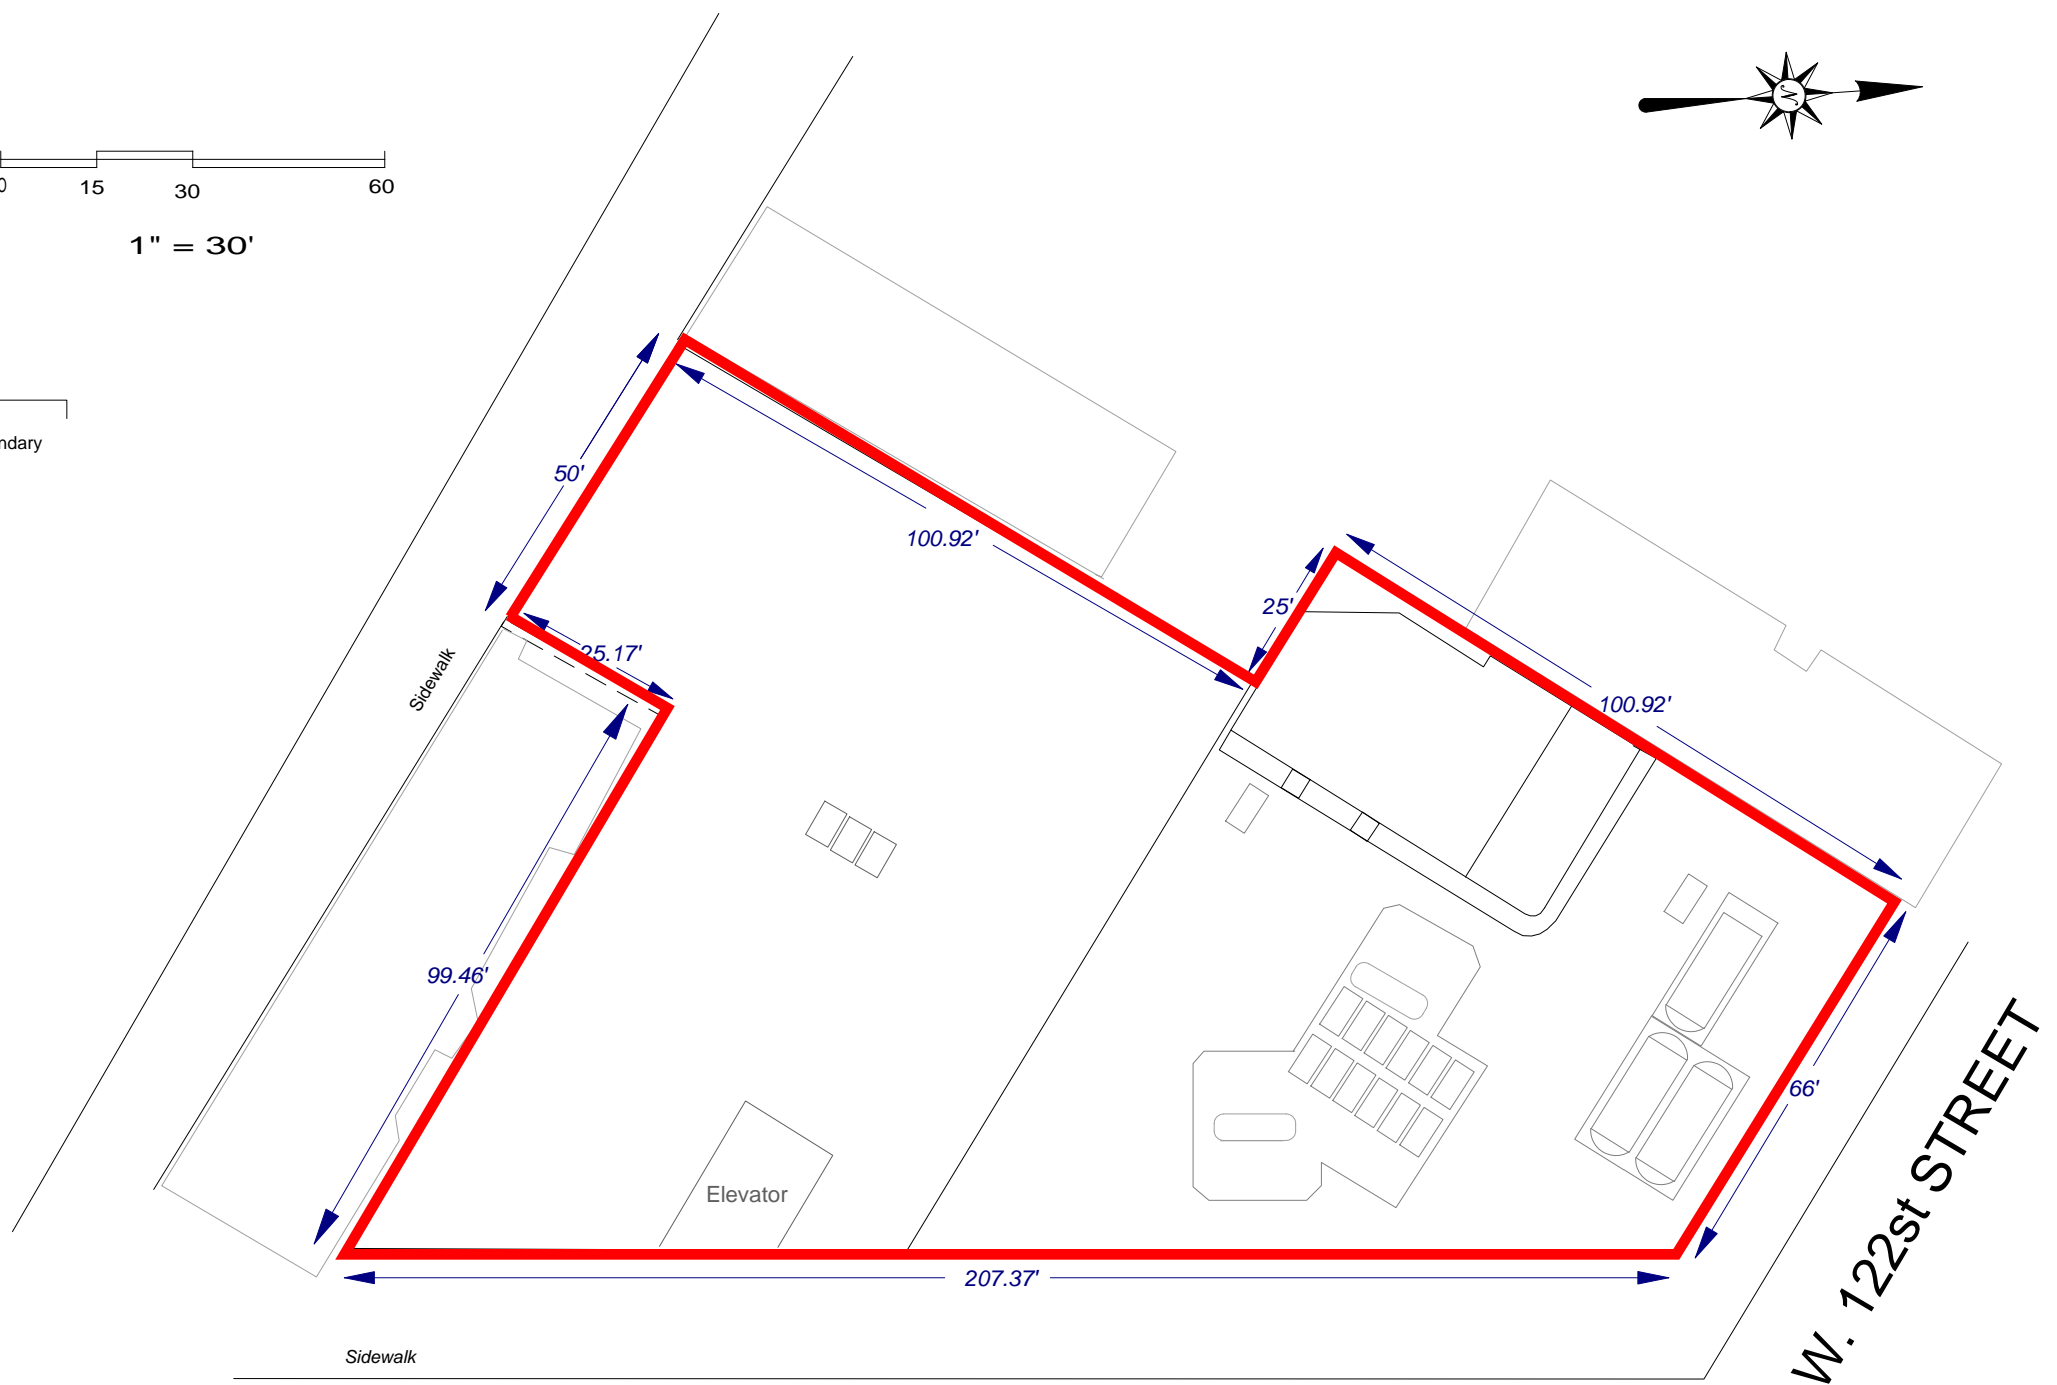 0
15
30
60
1" = 30'
N
ndary
50'
100.92'
25'
25.17'
Sidewalk
100.92'
99.46'
66'
Elevator
207.37'
W. 122st STREET
Sidewalk